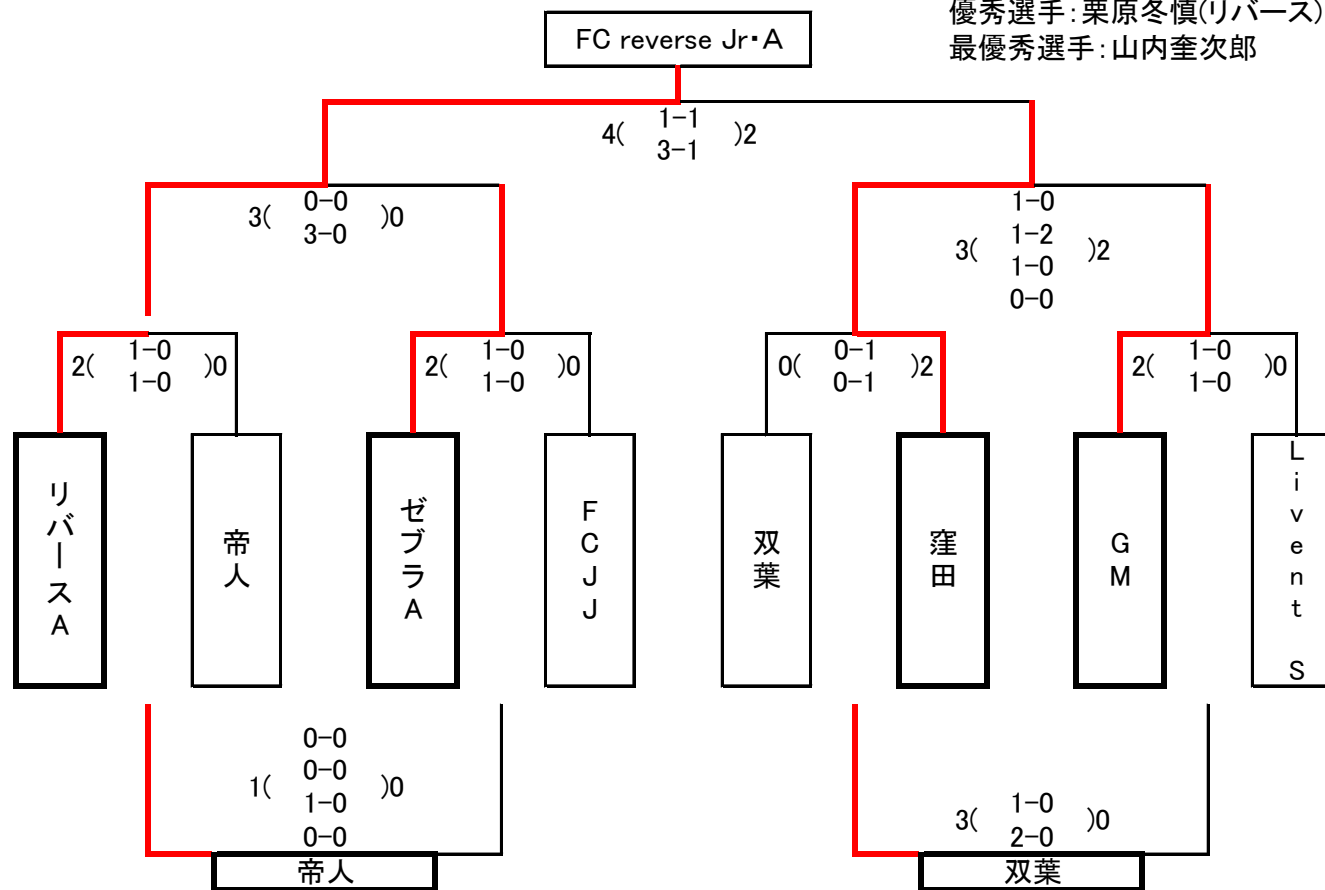 優秀選手：栗原冬慎(リバース)
FC reverse Jr・A
最優秀選手：山内奎次郎
4( 1-1 )2
3-1
3( 0-0 )0
3-0
3( 1-0 )2
1-2
1-0
0-0
2( 1-0 )0
1-0
2( 1-0 )0
1-0
0( 0-1 )2
0-1
2( 1-0 )0
1-0
リバースA
帝人
ゼブラA
FCJJ
双葉
窪田
GM
Livent S
1( 0-0 )0
0-0
1-0
0-0
3( 1-0 )0
2-0
帝人
双葉